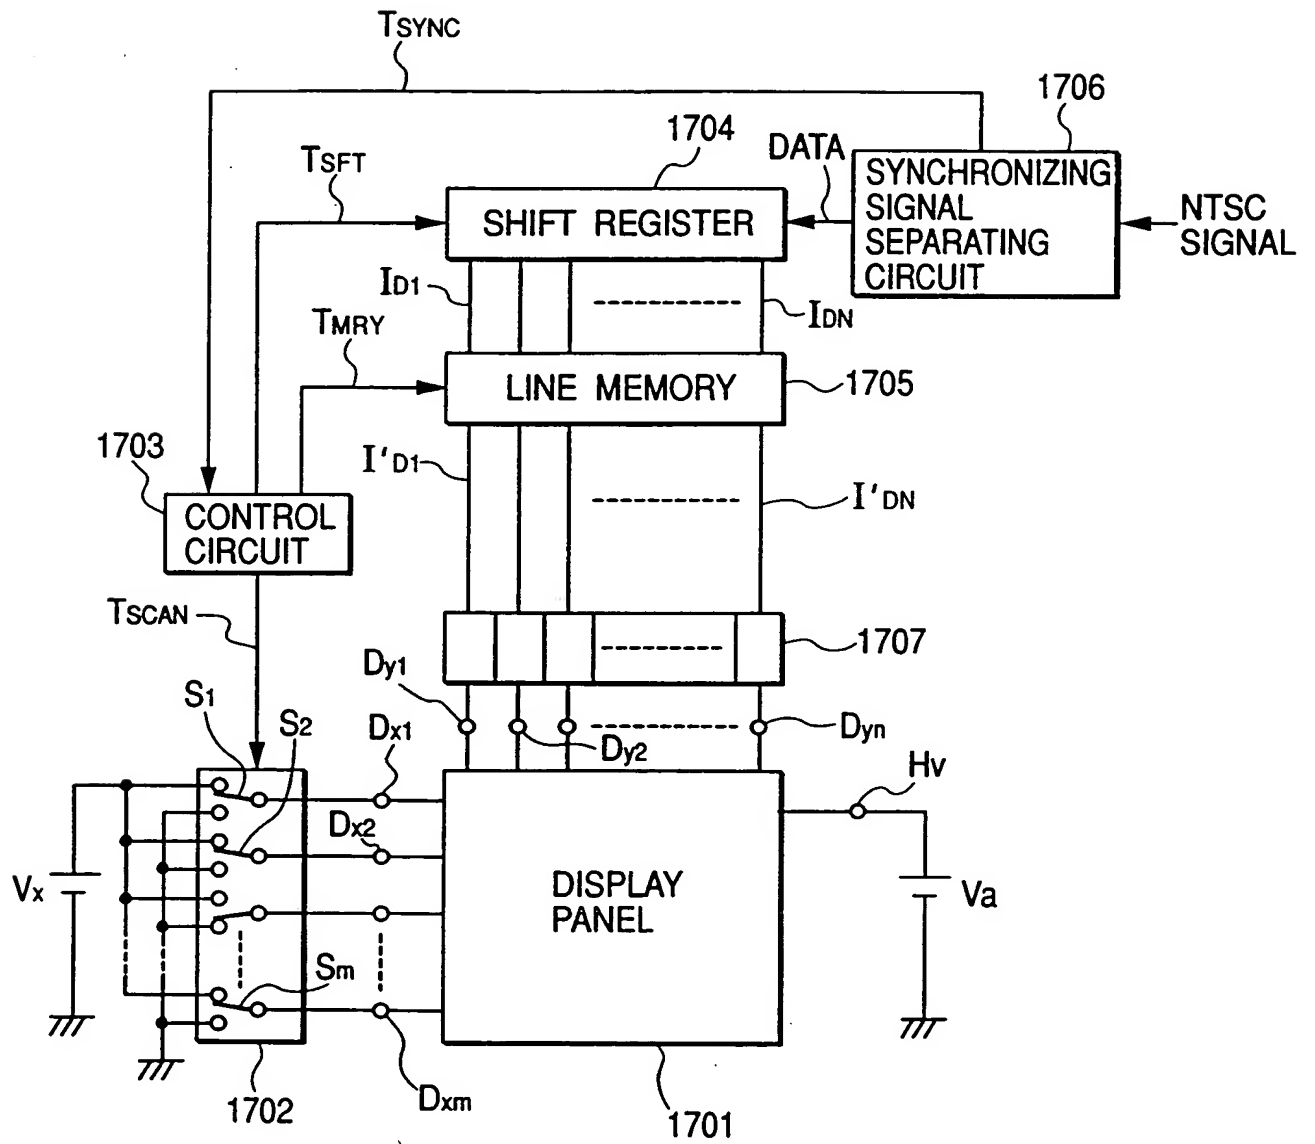 TSYNC
1706
1704
DATA
TSFT
SYNCHRONIZING
SIGNAL
SEPARATING
CIRCUIT
NTSC
SIGNAL
SHIFT REGISTER
ID1
IDN
TMRY
LINE MEMORY
1705
1703
I'D1
I'DN
CONTROL
CIRCUIT
TSCAN
1707
Dy1
S1
S2
Dx1
Dy2
Dyn
Hv
Dx2
Vx
DISPLAY
PANEL
Va
Sm
Dxm
1702
1701